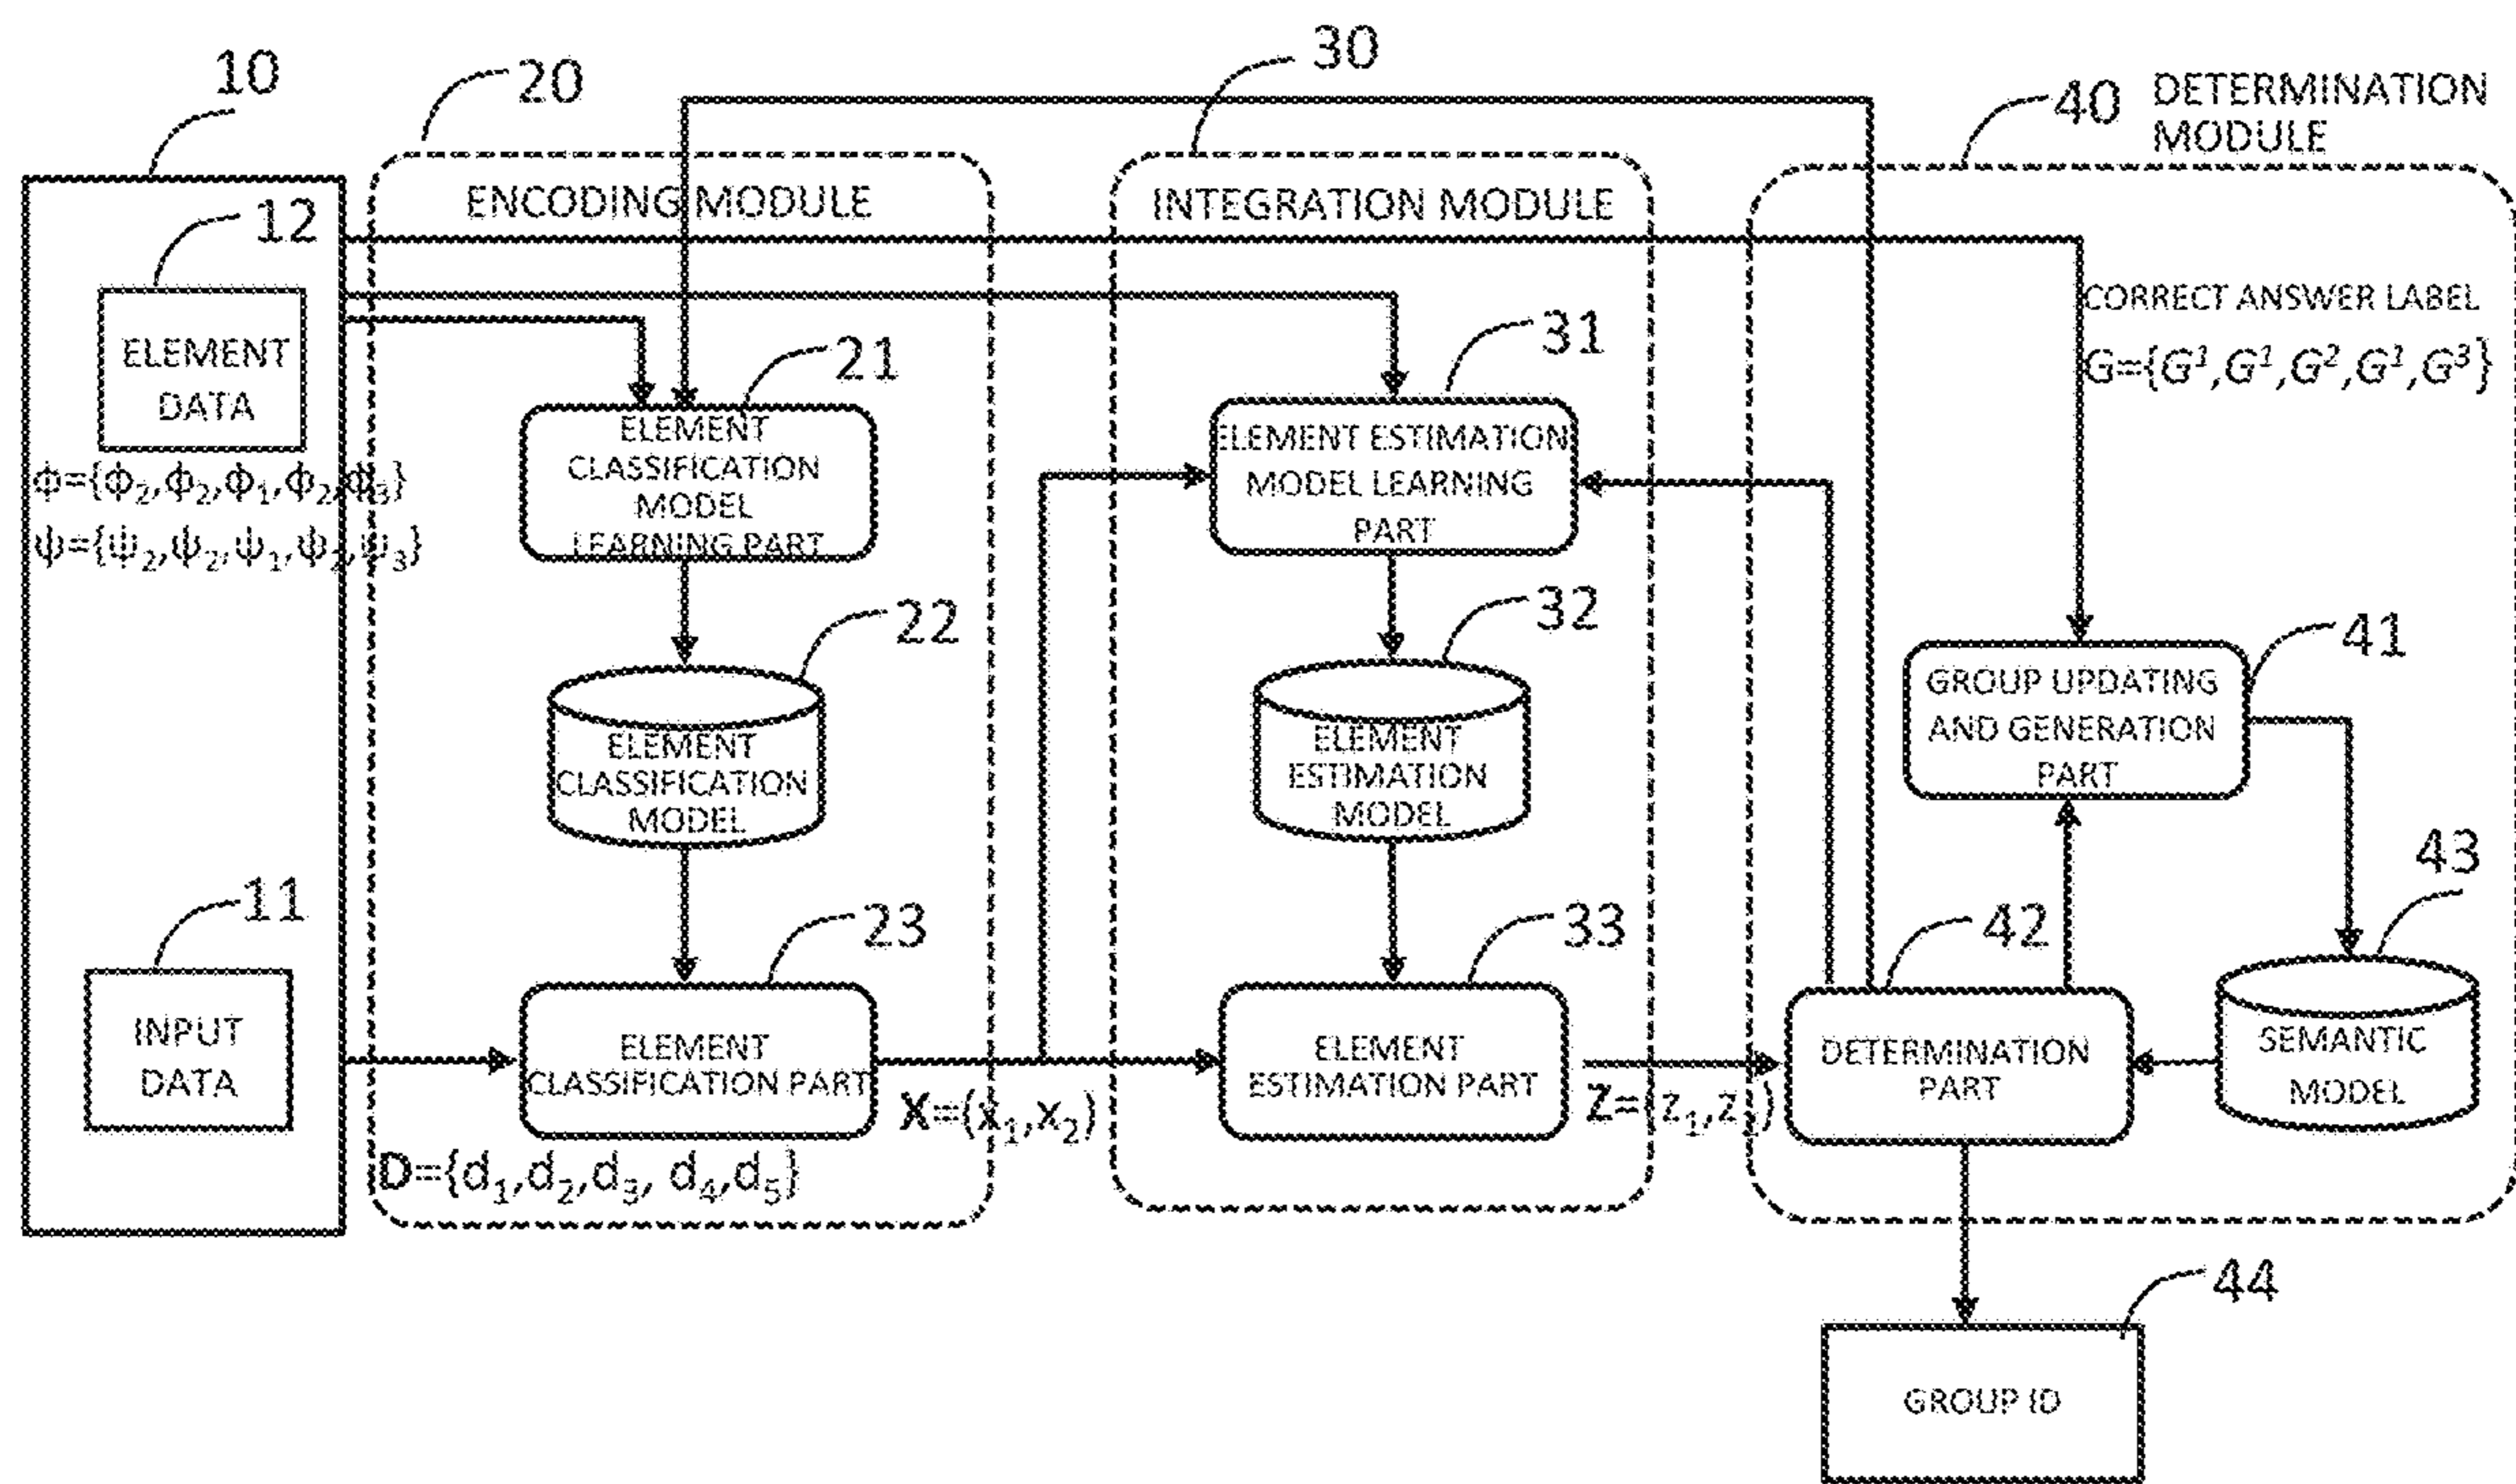 10
20
30
40
DETERMINATION
MODULE
12
ENCODING MODULE
INTEGRATION MODULE
ELEMENT
DATA
ϕ={ϕ2,ϕ2,ϕ1,ϕ2,ϕ3}
ψ={ψ2,ψ2,ψ1,ψ2,ψ3}
21
ELEMENT
CLASSIFICATION
MODEL
LEARNING PART
31
ELEMENT ESTIMATION
MODEL LEARNING
PART
CORRECT ANSWER LABEL
G={G1,G1,G2,G1,G3}
22
ELEMENT
CLASSIFICATION
MODEL
32
ELEMENT
ESTIMATION
MODEL
41
GROUP UPDATING
AND GENERATION
PART
11
INPUT
DATA
23
ELEMENT
CLASSIFICATION PART
D={d1,d2,d3, d4,d5}
X=(x1,x2)
33
ELEMENT
ESTIMATION PART
Z=(z1,z2)
42
DETERMINATION
PART
43
SEMANTIC
MODEL
44
GROUP ID